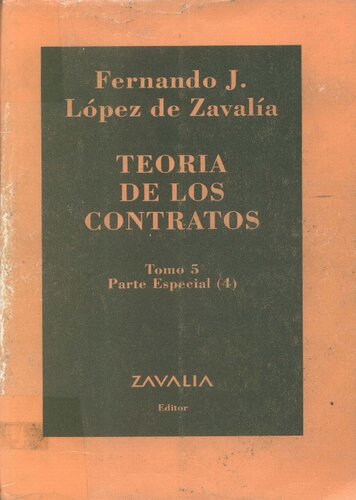 Fernando J.
López de Zavalía
TEORIA
DE LOS
CONTRATOS
Tomo 5
Parte Especial (4)
ZAVALIA
Editor